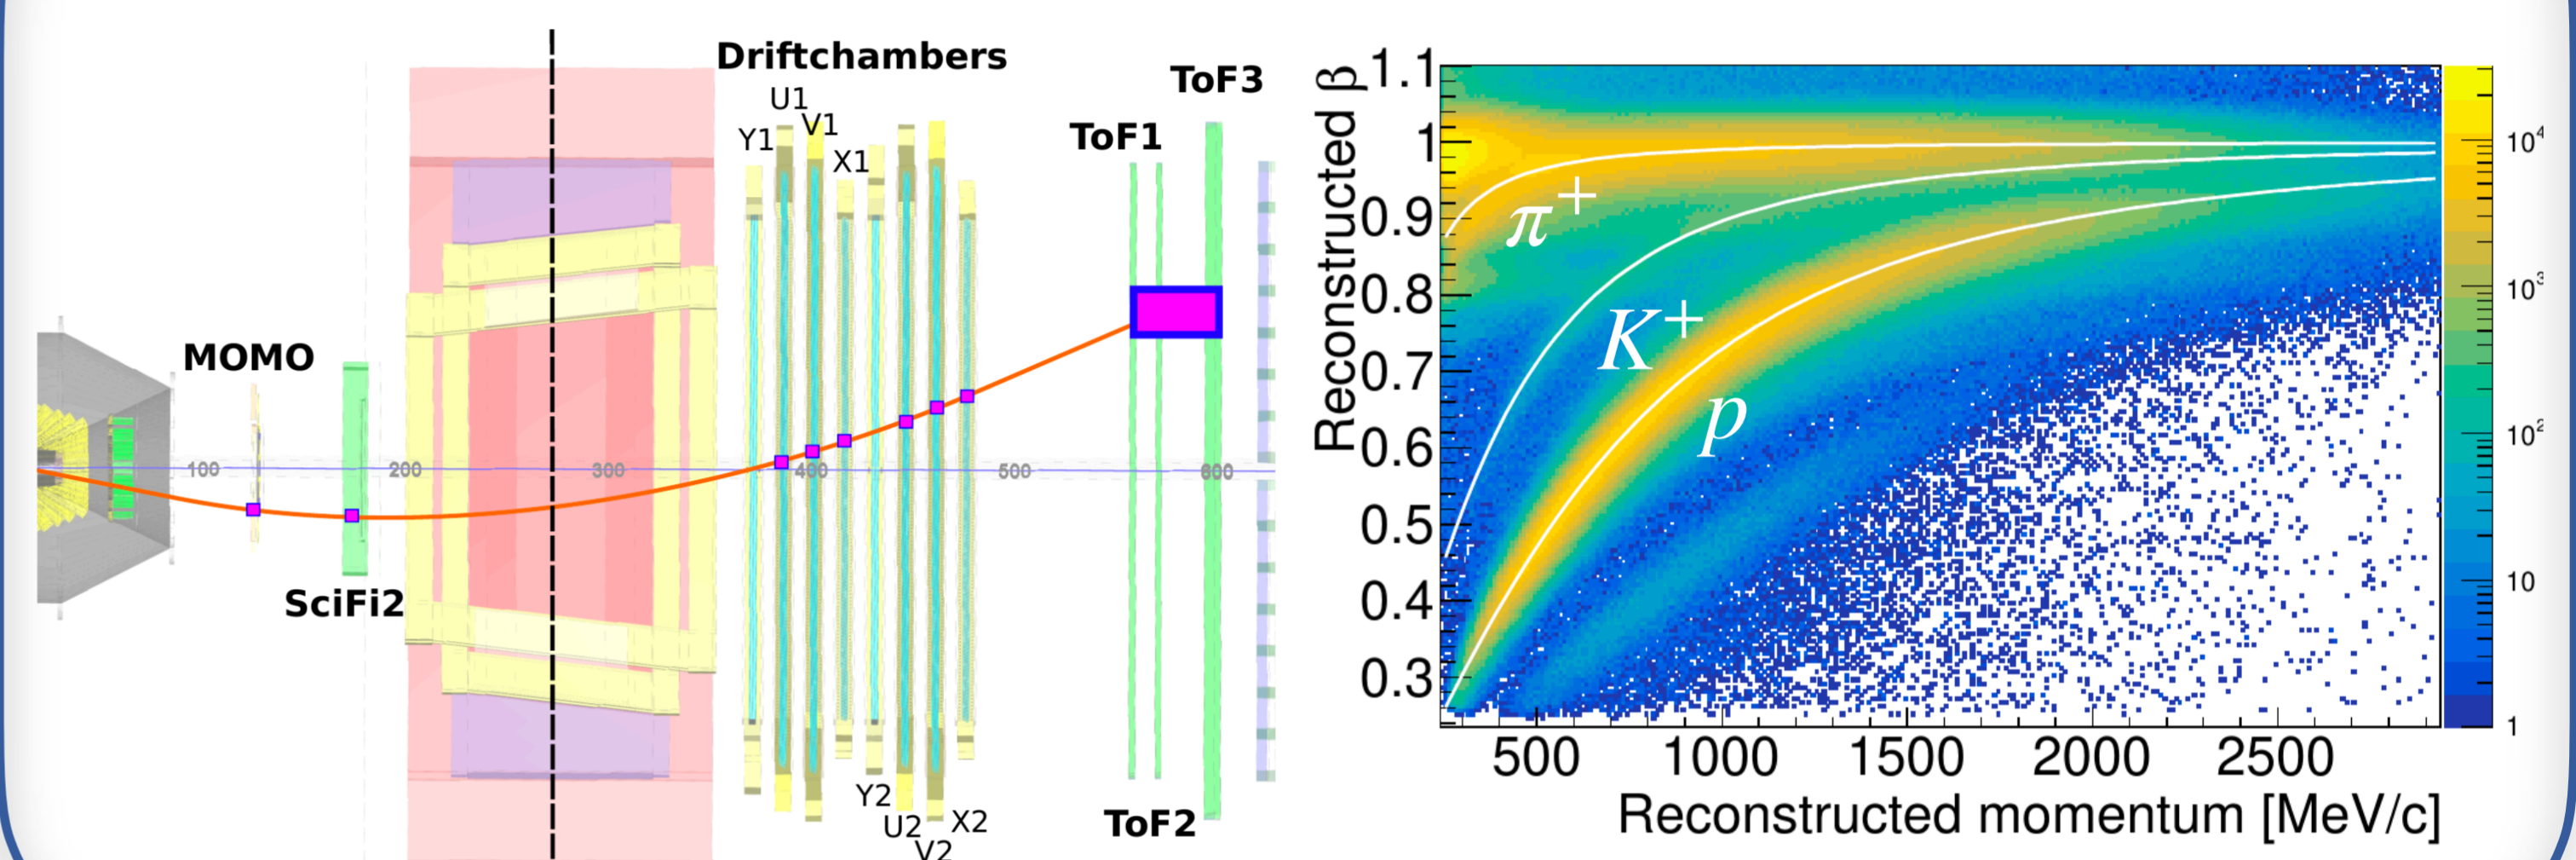 Driftchambers
ToF3
U1
V1
Y1
X1
ToF1
MOMO
100
200
300
400
500
600
SciFi2
Y2
U2
X2
V2
ToF2
Reconstructed β
1.1
1
0.9
0.8
0.7
0.6
0.5
0.4
0.3
π+
K+
p
10⁴
10³
10²
10
1
500
1000
1500
2000
2500
Reconstructed momentum [MeV/c]